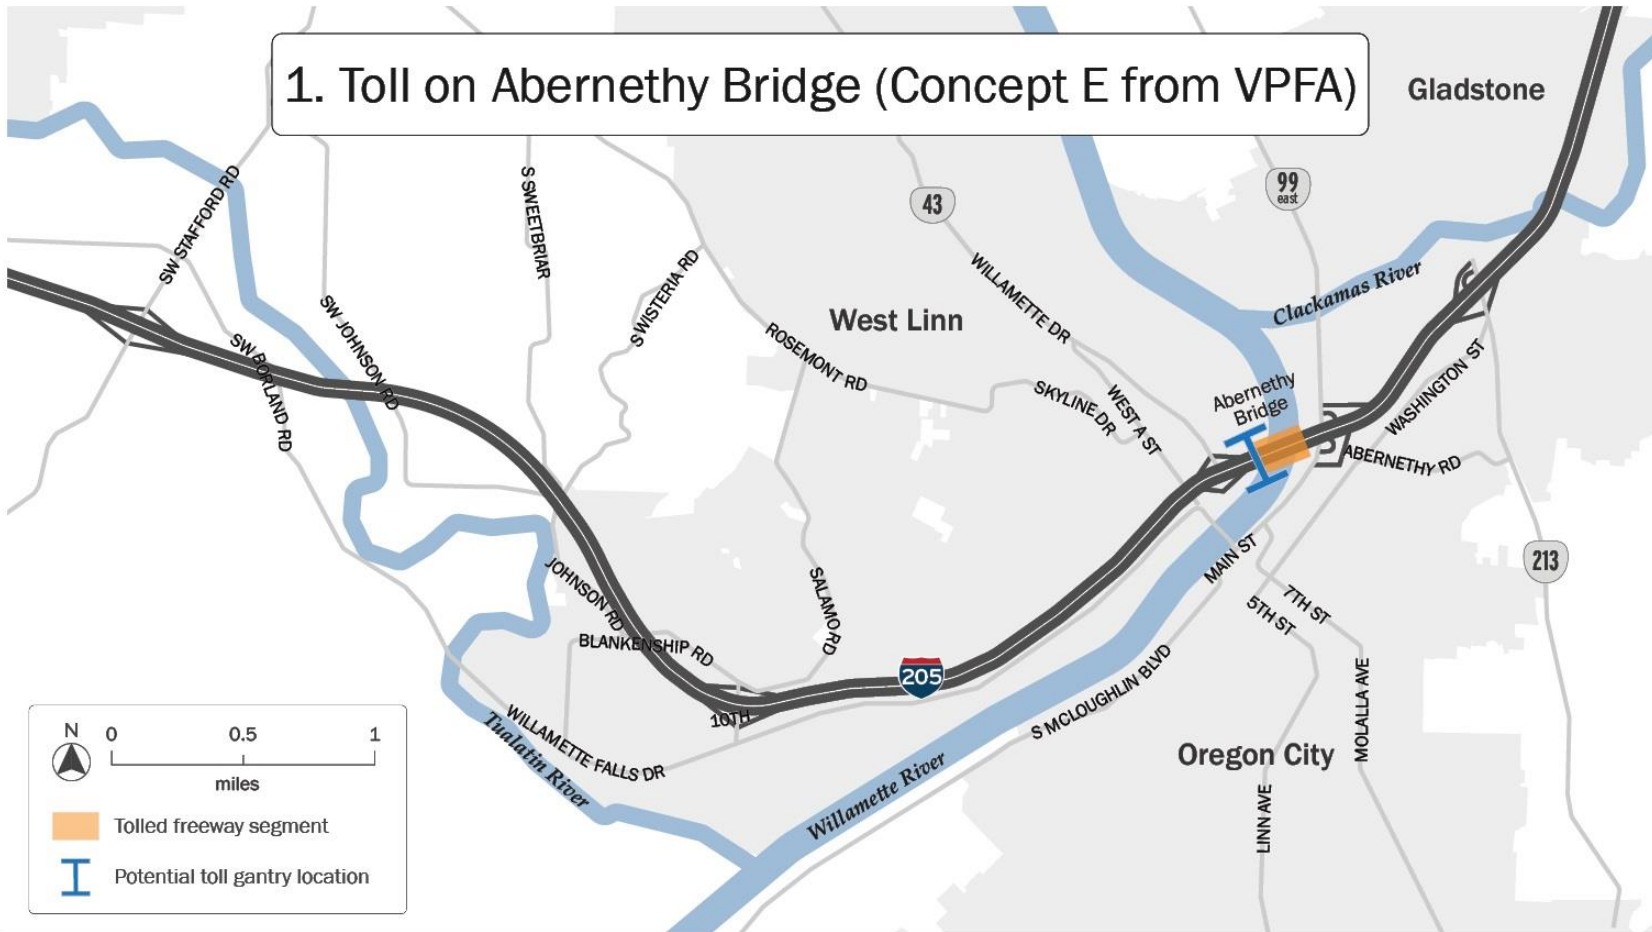 1. Toll on Abernethy Bridge (Concept E from VPFA)
Gladstone
SW STAFFORD RD
S SWEETBRIAR
43
99
east
S WISTERIA RD
WILLAMETTE DR
Clackamas River
SW JOHNSON RD
West Linn
ROSEMONT RD
SW BORLAND RD
SKYLINE DR
WEST A ST
Abernethy
Bridge
WASHINGTON ST
ABERNETHY RD
213
JOHNSON RD
SALAMO RD
MAIN ST
7TH ST
5TH ST
BLANKENSHIP RD
205
10TH
S MCLOUGHLIN BLVD
MOLALLA AVE
WILLAMETTE FALLS DR
Tualatin River
Willamette River
Oregon City
LINN AVE
N
0 0.5 1
miles
Tolled freeway segment
Potential toll gantry location